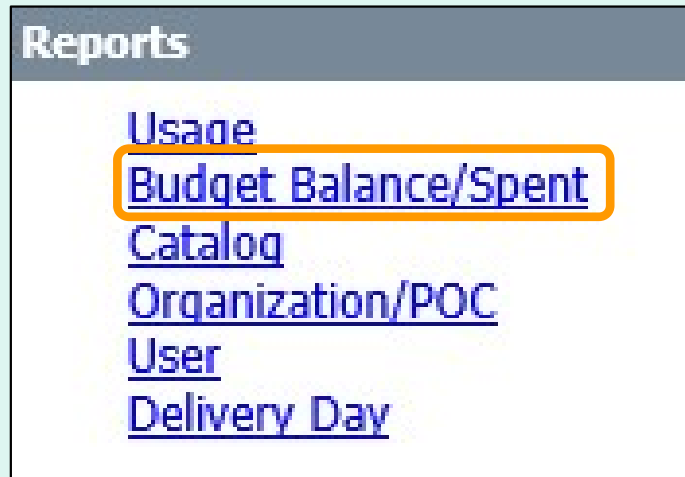 Reports
Usage
Budget Balance/Spent
Catalog
Organization/POC
User
Delivery Day